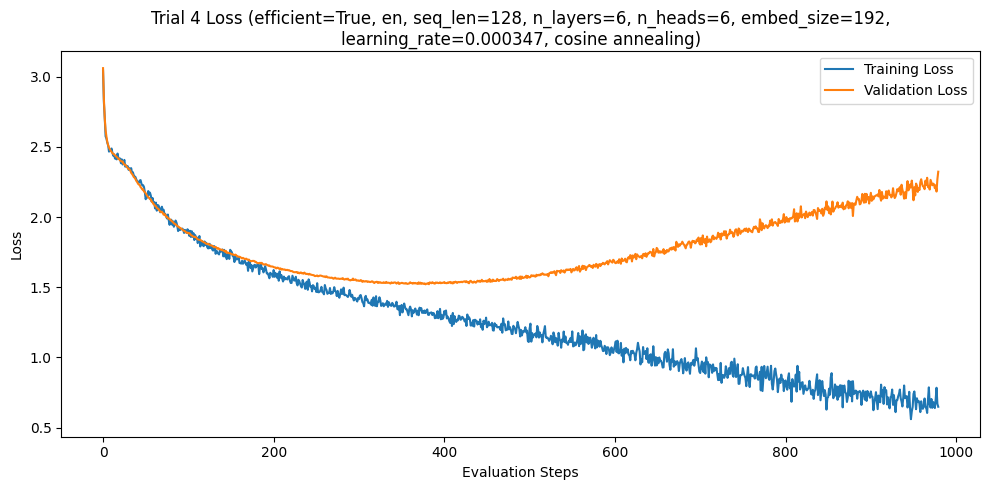 Trial 4 Loss (efficient=True, en, seq_len=128, n_layers=6, n_heads=6, embed_size=192,
learning_rate=0.000347, cosine annealing)
Training Loss
Validation Loss
Loss
3.0
2.5
2.0
1.5
1.0
0.5
0
200
400
600
800
1000
Evaluation Steps